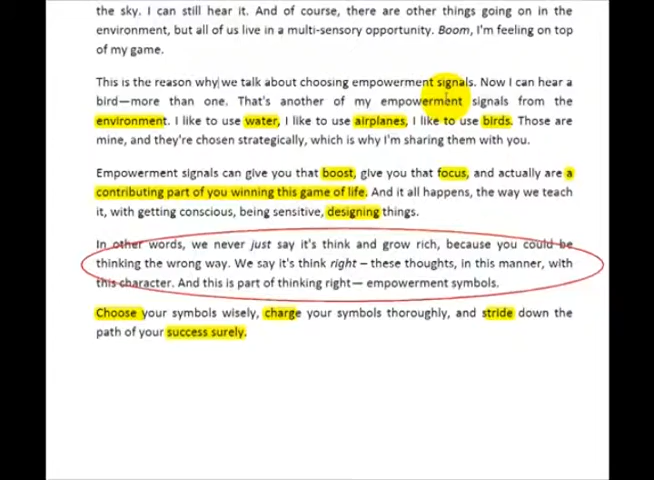 the sky. I can still hear it. And of course, there are other things going on in the
environment, but all of us live in a multi-sensory opportunity. Boom, I'm feeling on top
of my game.
This is the reason why we talk about choosing empowerment signals. Now I can hear a
bird—more than one. That's another of my empowerment signals from the
environment. I like to use water, I like to use airplanes, I like to use birds. Those are
mine, and they're chosen strategically, which is why I'm sharing them with you.
Empowerment signals can give you that boost, give you that focus, and actually are a
contributing part of you winning this game of life. And it all happens, the way we teach
it, with getting conscious, being sensitive, designing things.
In other words, we never just say it's think and grow rich, because you could be
thinking the wrong way. We say it's think right – these thoughts, in this manner, with
this character. And this is part of thinking right— empowerment symbols.
Choose your symbols wisely, charge your symbols thoroughly, and stride down the
path of your success surely.